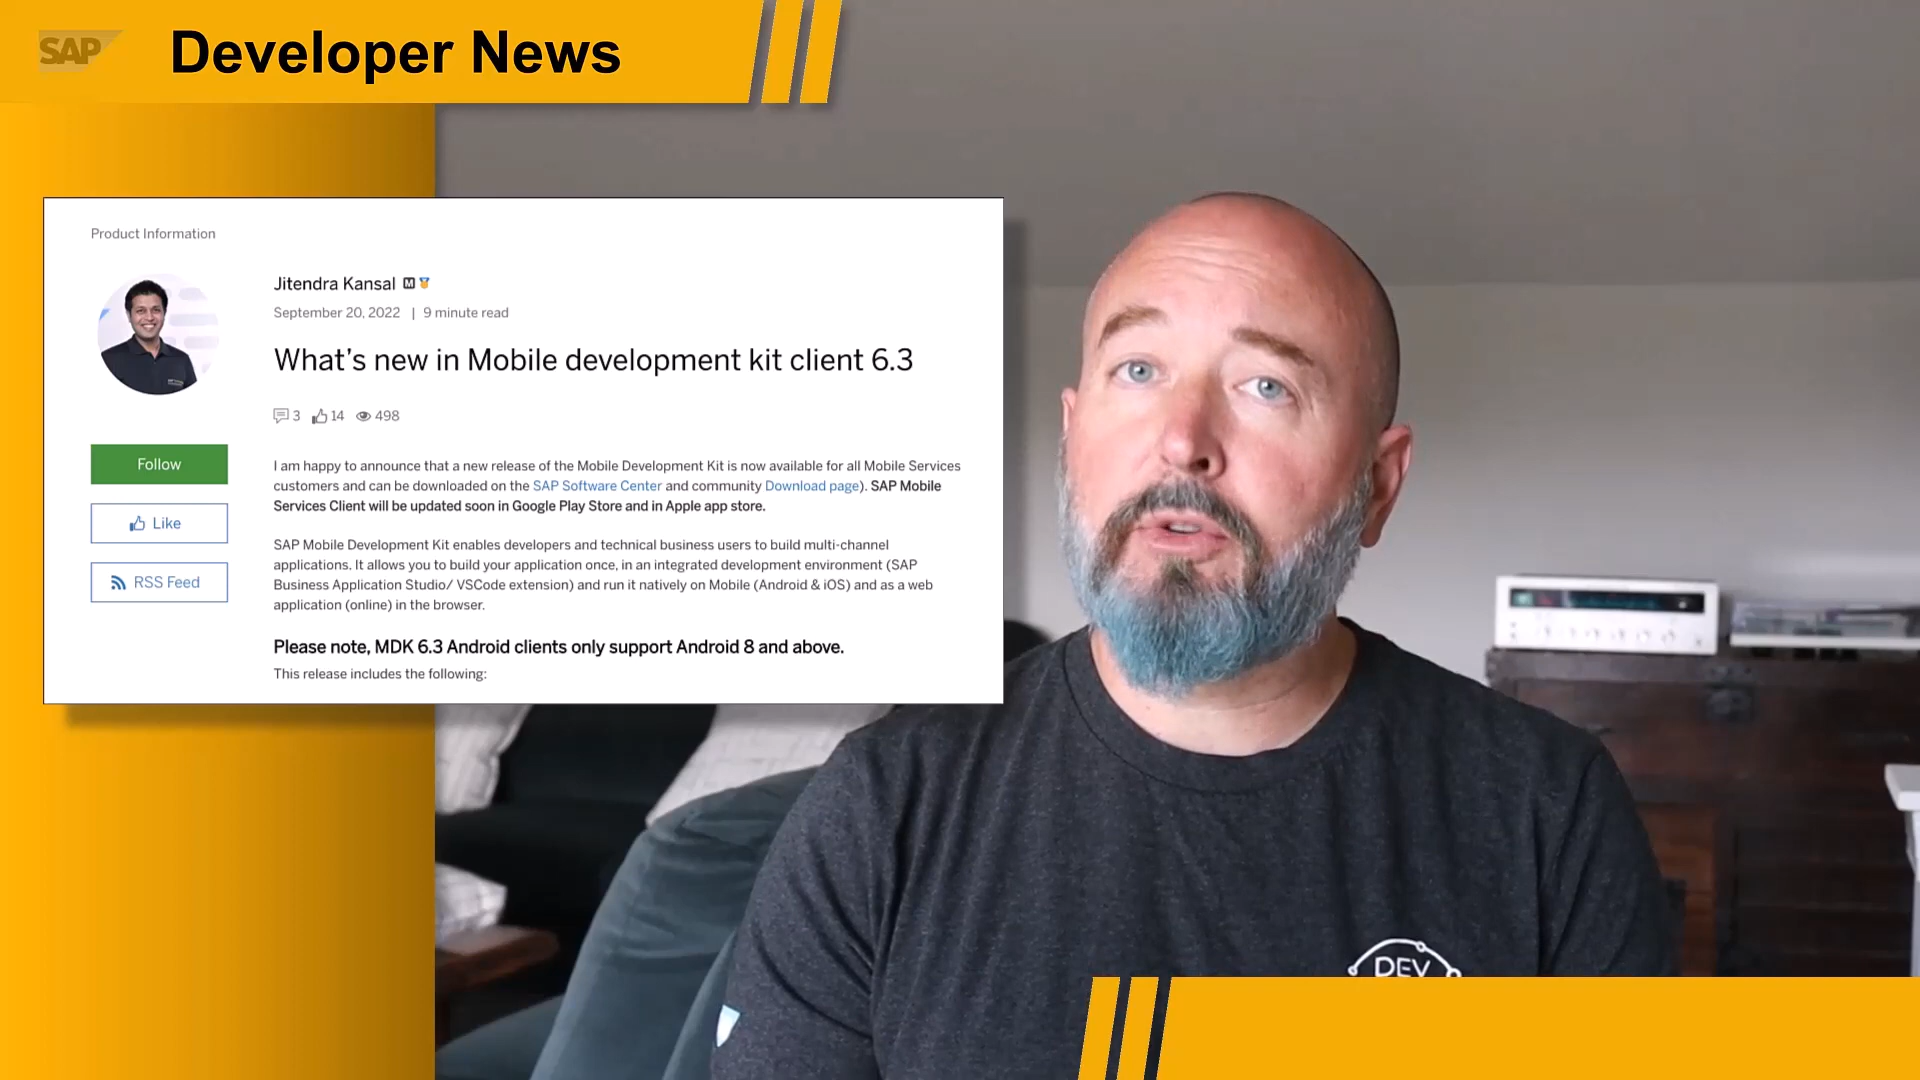 SAP
Developer News
Product Information
Jitendra Kansal M
September 20, 2022 | 9 minute read
What's new in Mobile development kit client 6.3
3 14 498
Follow
Like
RSS Feed
I am happy to announce that a new release of the Mobile Development Kit is now available for all Mobile Services
customers and can be downloaded on the SAP Software Center and community Download page). SAP Mobile
Services Client will be updated soon in Google Play Store and in Apple app store.
SAP Mobile Development Kit enables developers and technical business users to build multi-channel
applications. It allows you to build your application once, in an integrated development environment (SAP
Business Application Studio/ VSCode extension) and run it natively on Mobile (Android & iOS) and as a web
application (online) in the browser.
Please note, MDK 6.3 Android clients only support Android 8 and above.
This release includes the following:
DEV